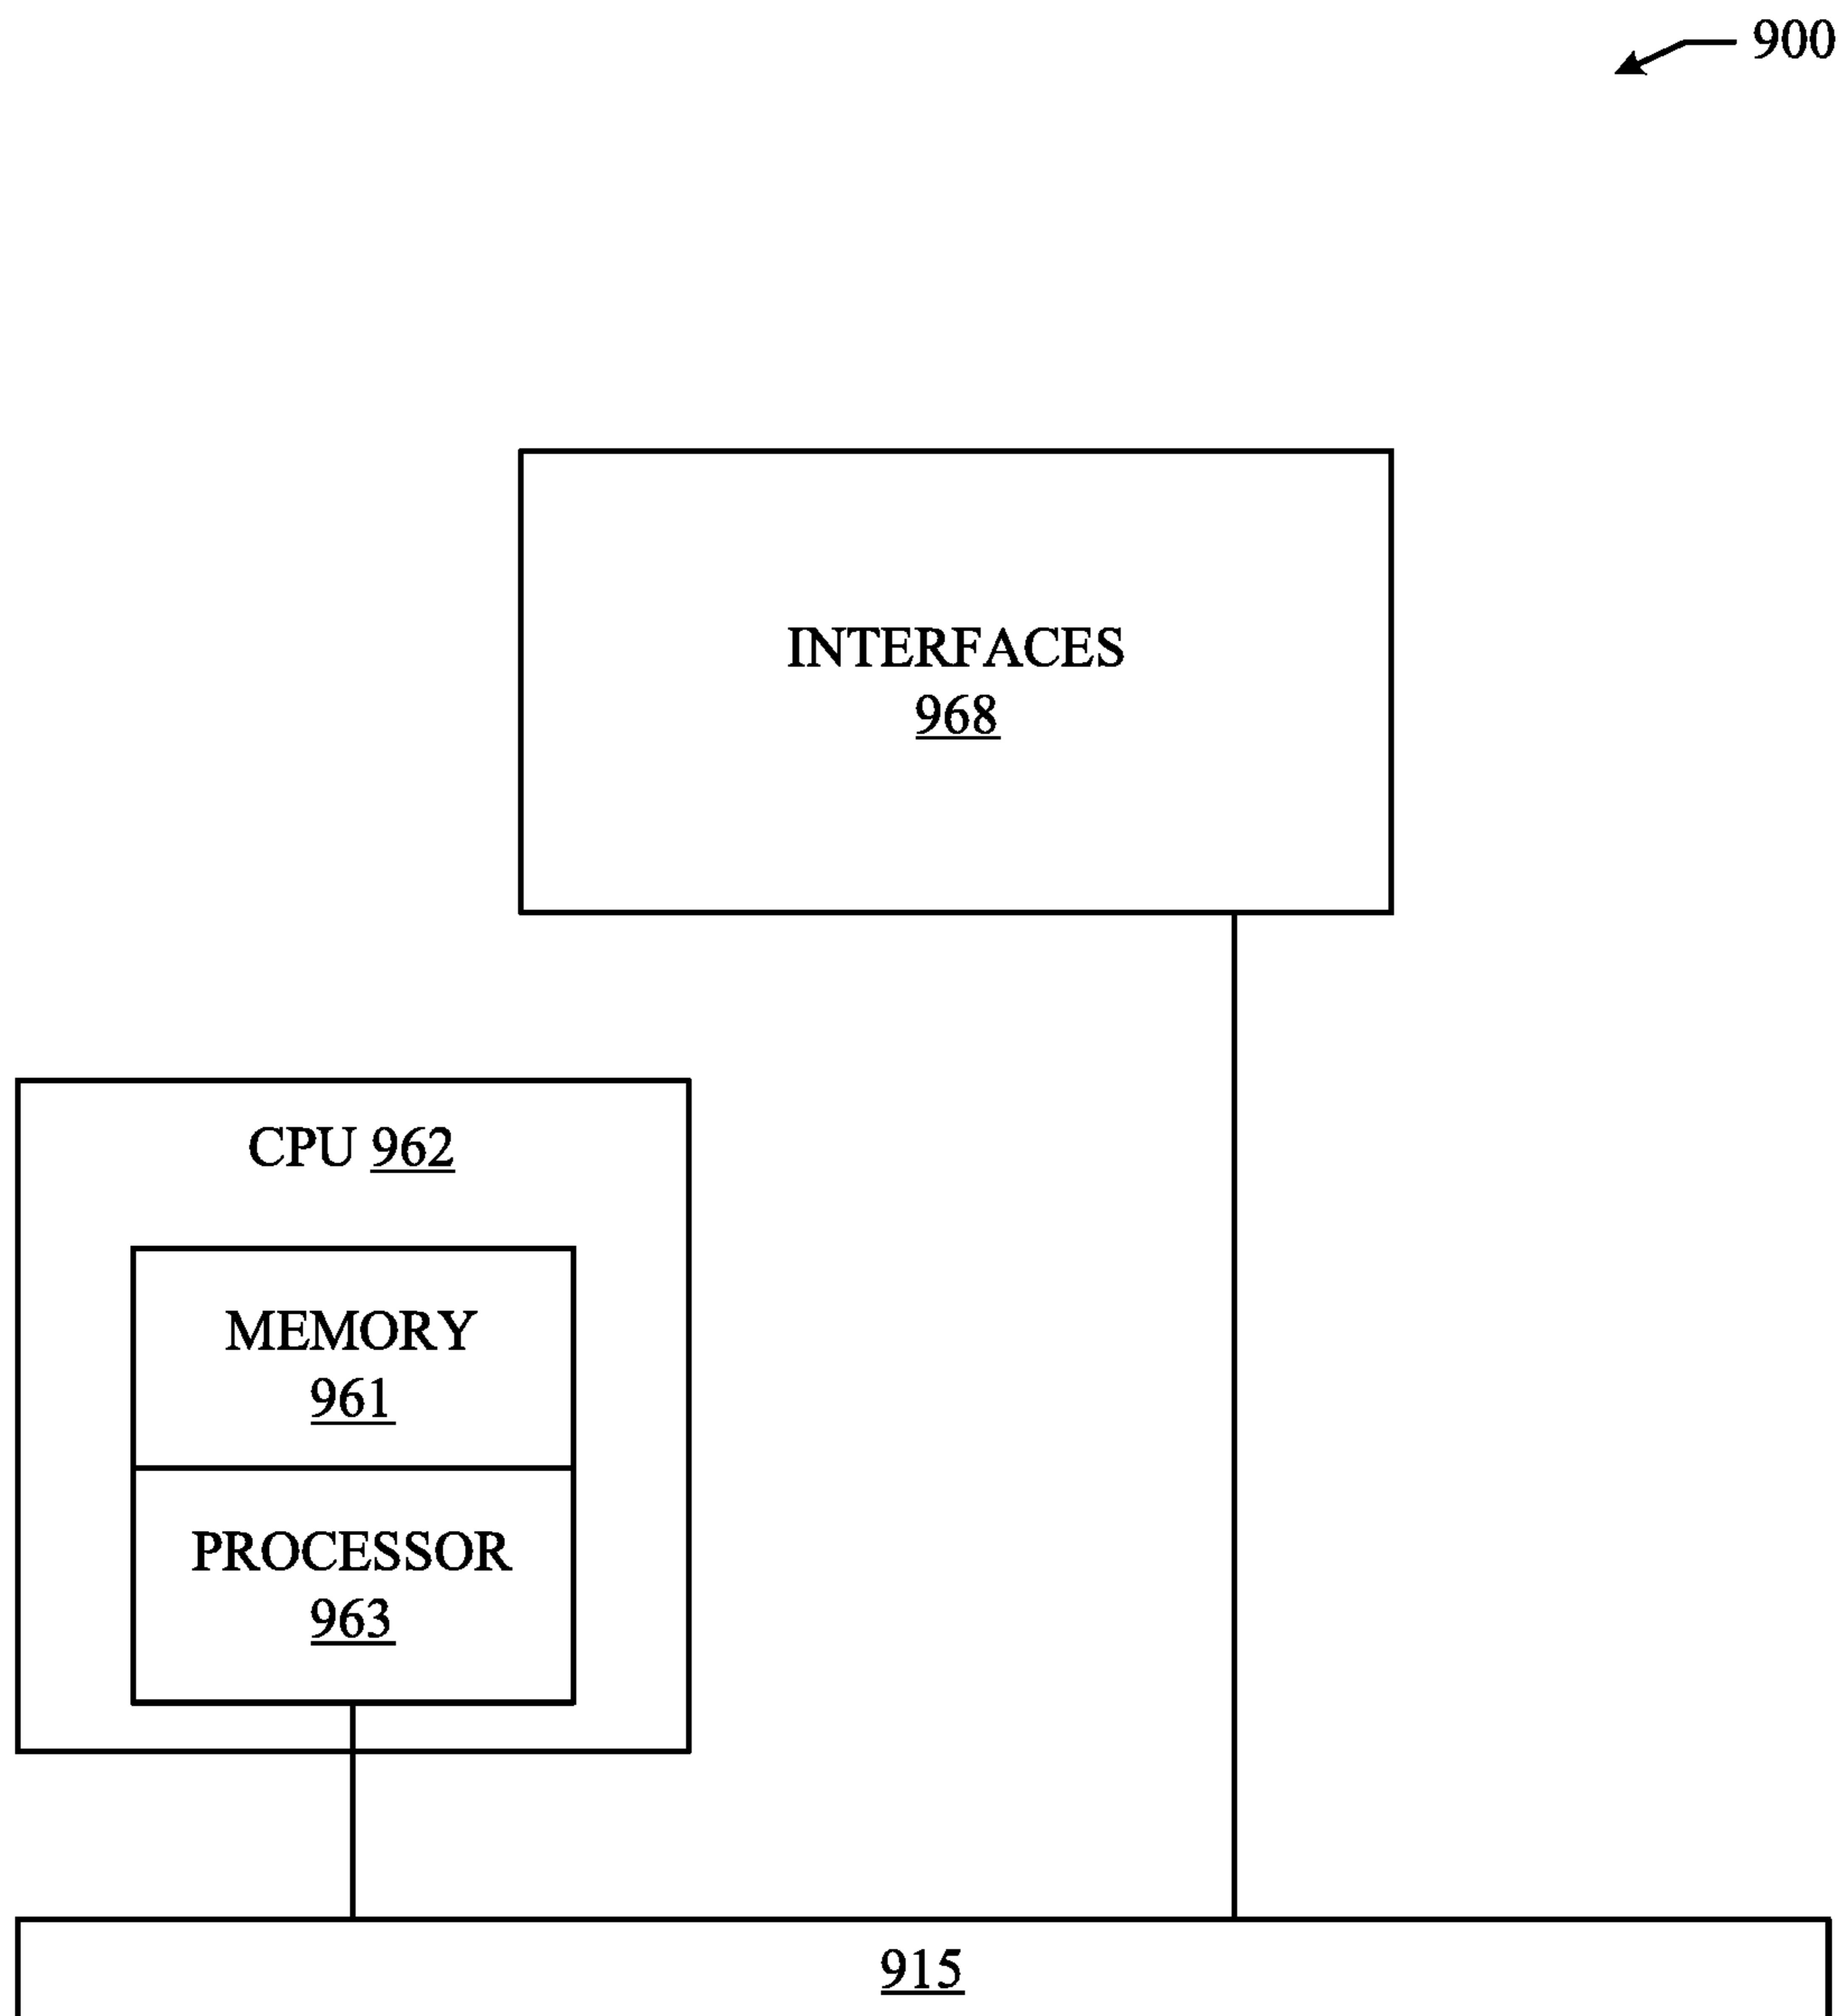 900
INTERFACES
968
CPU 962
MEMORY
961
PROCESSOR
963
915